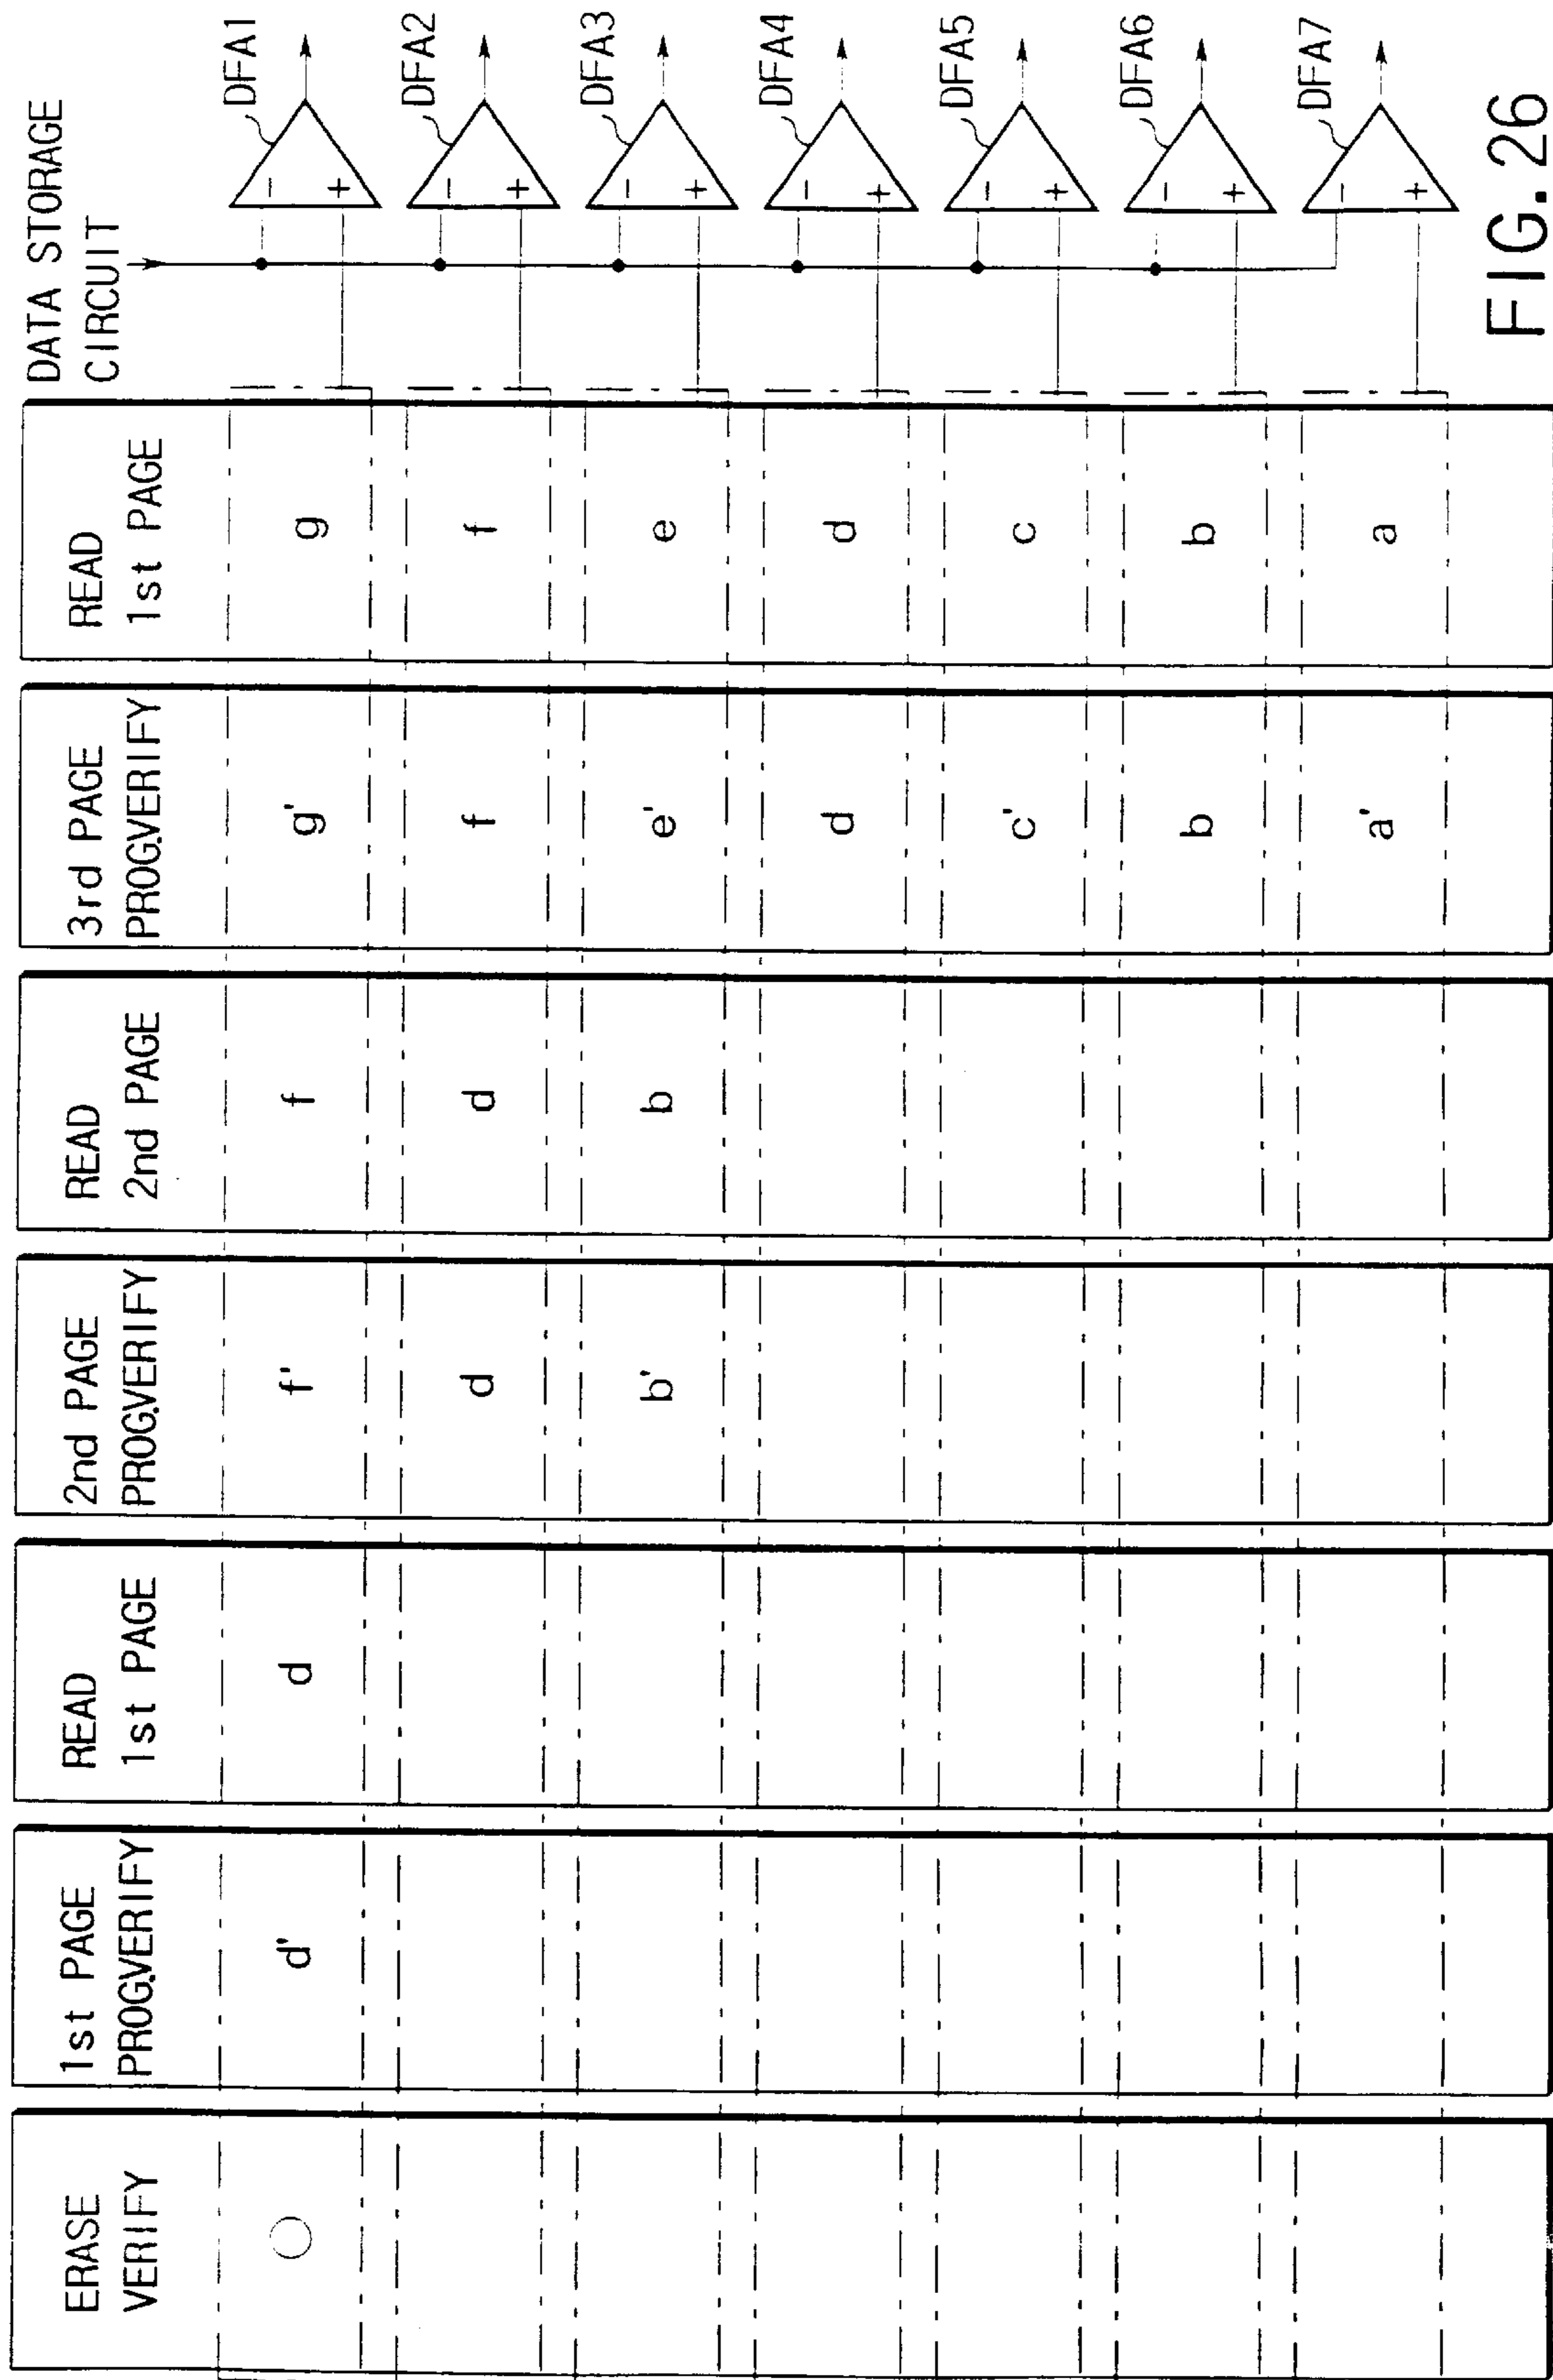 ERASE
VERIFY
○
1st PAGE
PROG.VERIFY
d'
READ
1st PAGE
d
2nd PAGE
PROG.VERIFY
f'
d
b'
READ
2nd PAGE
f
d
b
3rd PAGE
PROG.VERIFY
g'
f
e'
d
c'
b
a'
READ
1st PAGE
g
f
e
d
c
b
a
DATA STORAGE
CIRCUIT
- + DFA1
- + DFA2
- + DFA3
- + DFA4
- + DFA5
- + DFA6
- + DFA7
FIG.26